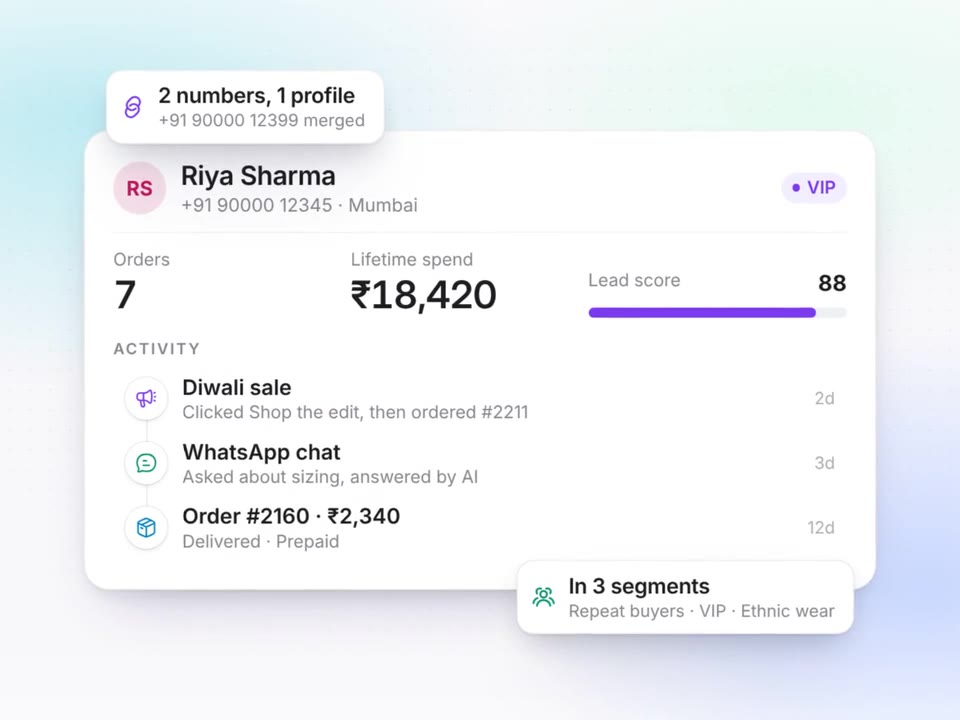 2 numbers, 1 profile
+91 90000 12399 merged
RS
Riya Sharma
+91 90000 12345 · Mumbai
VIP
Orders
7
Lifetime spend
₹18,420
Lead score
88
ACTIVITY
Diwali sale
Clicked Shop the edit, then ordered #2211
2d
WhatsApp chat
Asked about sizing, answered by AI
3d
Order #2160 · ₹2,340
Delivered · Prepaid
12d
In 3 segments
Repeat buyers · VIP · Ethnic wear